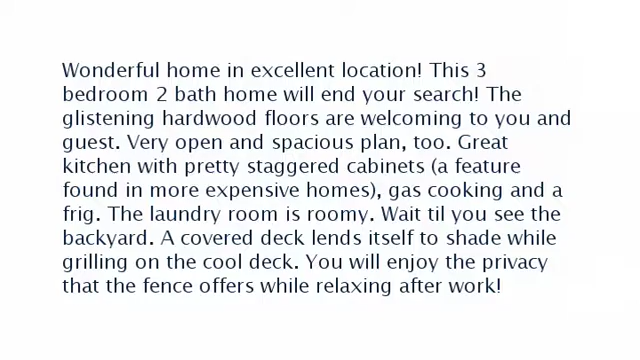 Wonderful home in excellent location! This 3
bedroom 2 bath home will end your search! The
glistening hardwood floors are welcoming to you and
guest. Very open and spacious plan, too. Great
kitchen with pretty staggered cabinets (a feature
found in more expensive homes), gas cooking and a
frig. The laundry room is roomy. Wait til you see the
backyard. A covered deck lends itself to shade while
grilling on the cool deck. You will enjoy the privacy
that the fence offers while relaxing after work!